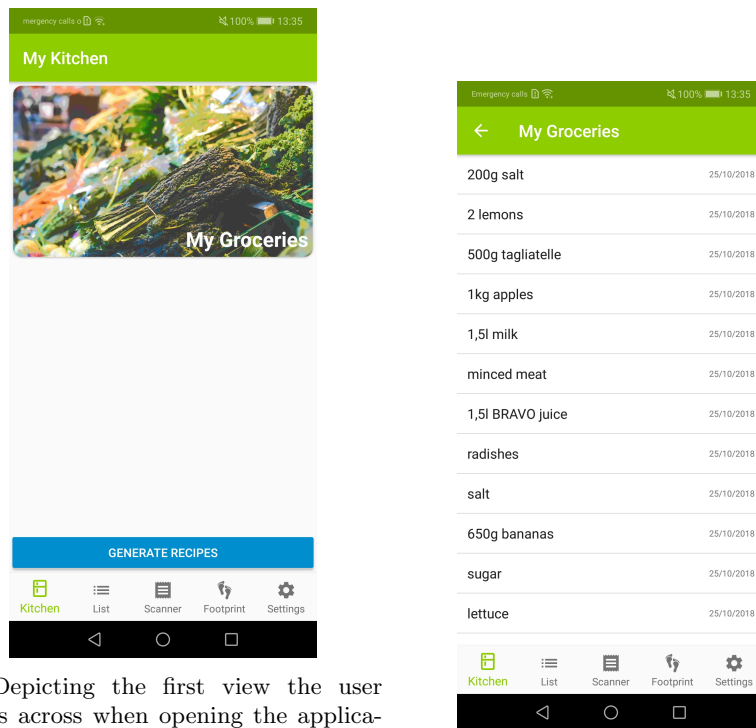 mergency calls o 100% 13:35
My Kitchen
My Groceries
GENERATE RECIPES
Kitchen List Scanner Footprint Settings
Depicting the first view the user
s across when opening the applica-
Emergency calls 100% 13:35
My Groceries
200g salt 25/10/2018
2 lemons 25/10/2018
500g tagliatelle 25/10/2018
1kg apples 25/10/2018
1,5l milk 25/10/2018
minced meat 25/10/2018
1,5l BRAVO juice 25/10/2018
radishes 25/10/2018
salt 25/10/2018
650g bananas 25/10/2018
sugar 25/10/2018
lettuce 25/10/2018
Kitchen List Scanner Footprint Settings